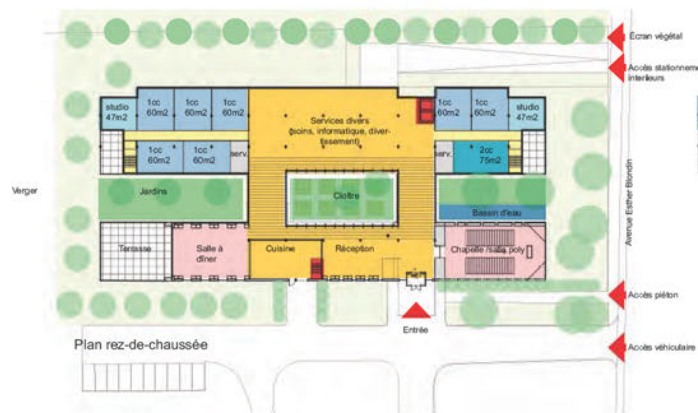 Écran végétal
Accès stationneme
interieurs
studio
47m2
1cc
60m2
1cc
60m2
1cc
60m2
Services divers
(soins, informatique, diver-
tissement)
1cc
60m2
1cc
60m2
studio
47m2
1cc
60m2
1cc
60m2
serv.
serv.
2cc
75m2
Verger
Jardins
Cloître
Bassin d'eau
Avenue Esther Blondin
Terrasse
Salle à
dîner
Cuisine
Réception
Chapelle /salle poly
Accès piéton
Entrée
Plan rez-de-chaussée
Accès véhiculaire